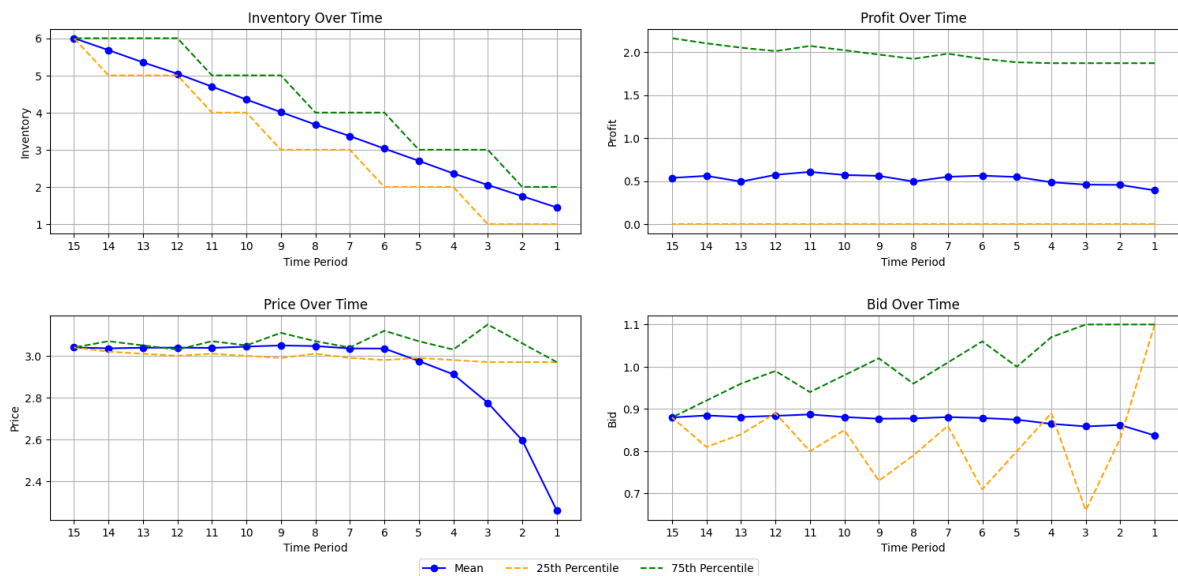 Inventory Over Time
6
5
4
3
2
1
Inventory
15 14 13 12 11 10 9 8 7 6 5 4 3 2 1
Time Period
Profit Over Time
2.0
1.5
1.0
0.5
0.0
Profit
15 14 13 12 11 10 9 8 7 6 5 4 3 2 1
Time Period
Price Over Time
3.0
2.8
2.6
2.4
Price
15 14 13 12 11 10 9 8 7 6 5 4 3 2 1
Time Period
Bid Over Time
1.1
1.0
0.9
0.8
0.7
Bid
15 14 13 12 11 10 9 8 7 6 5 4 3 2 1
Time Period
Mean 25th Percentile 75th Percentile